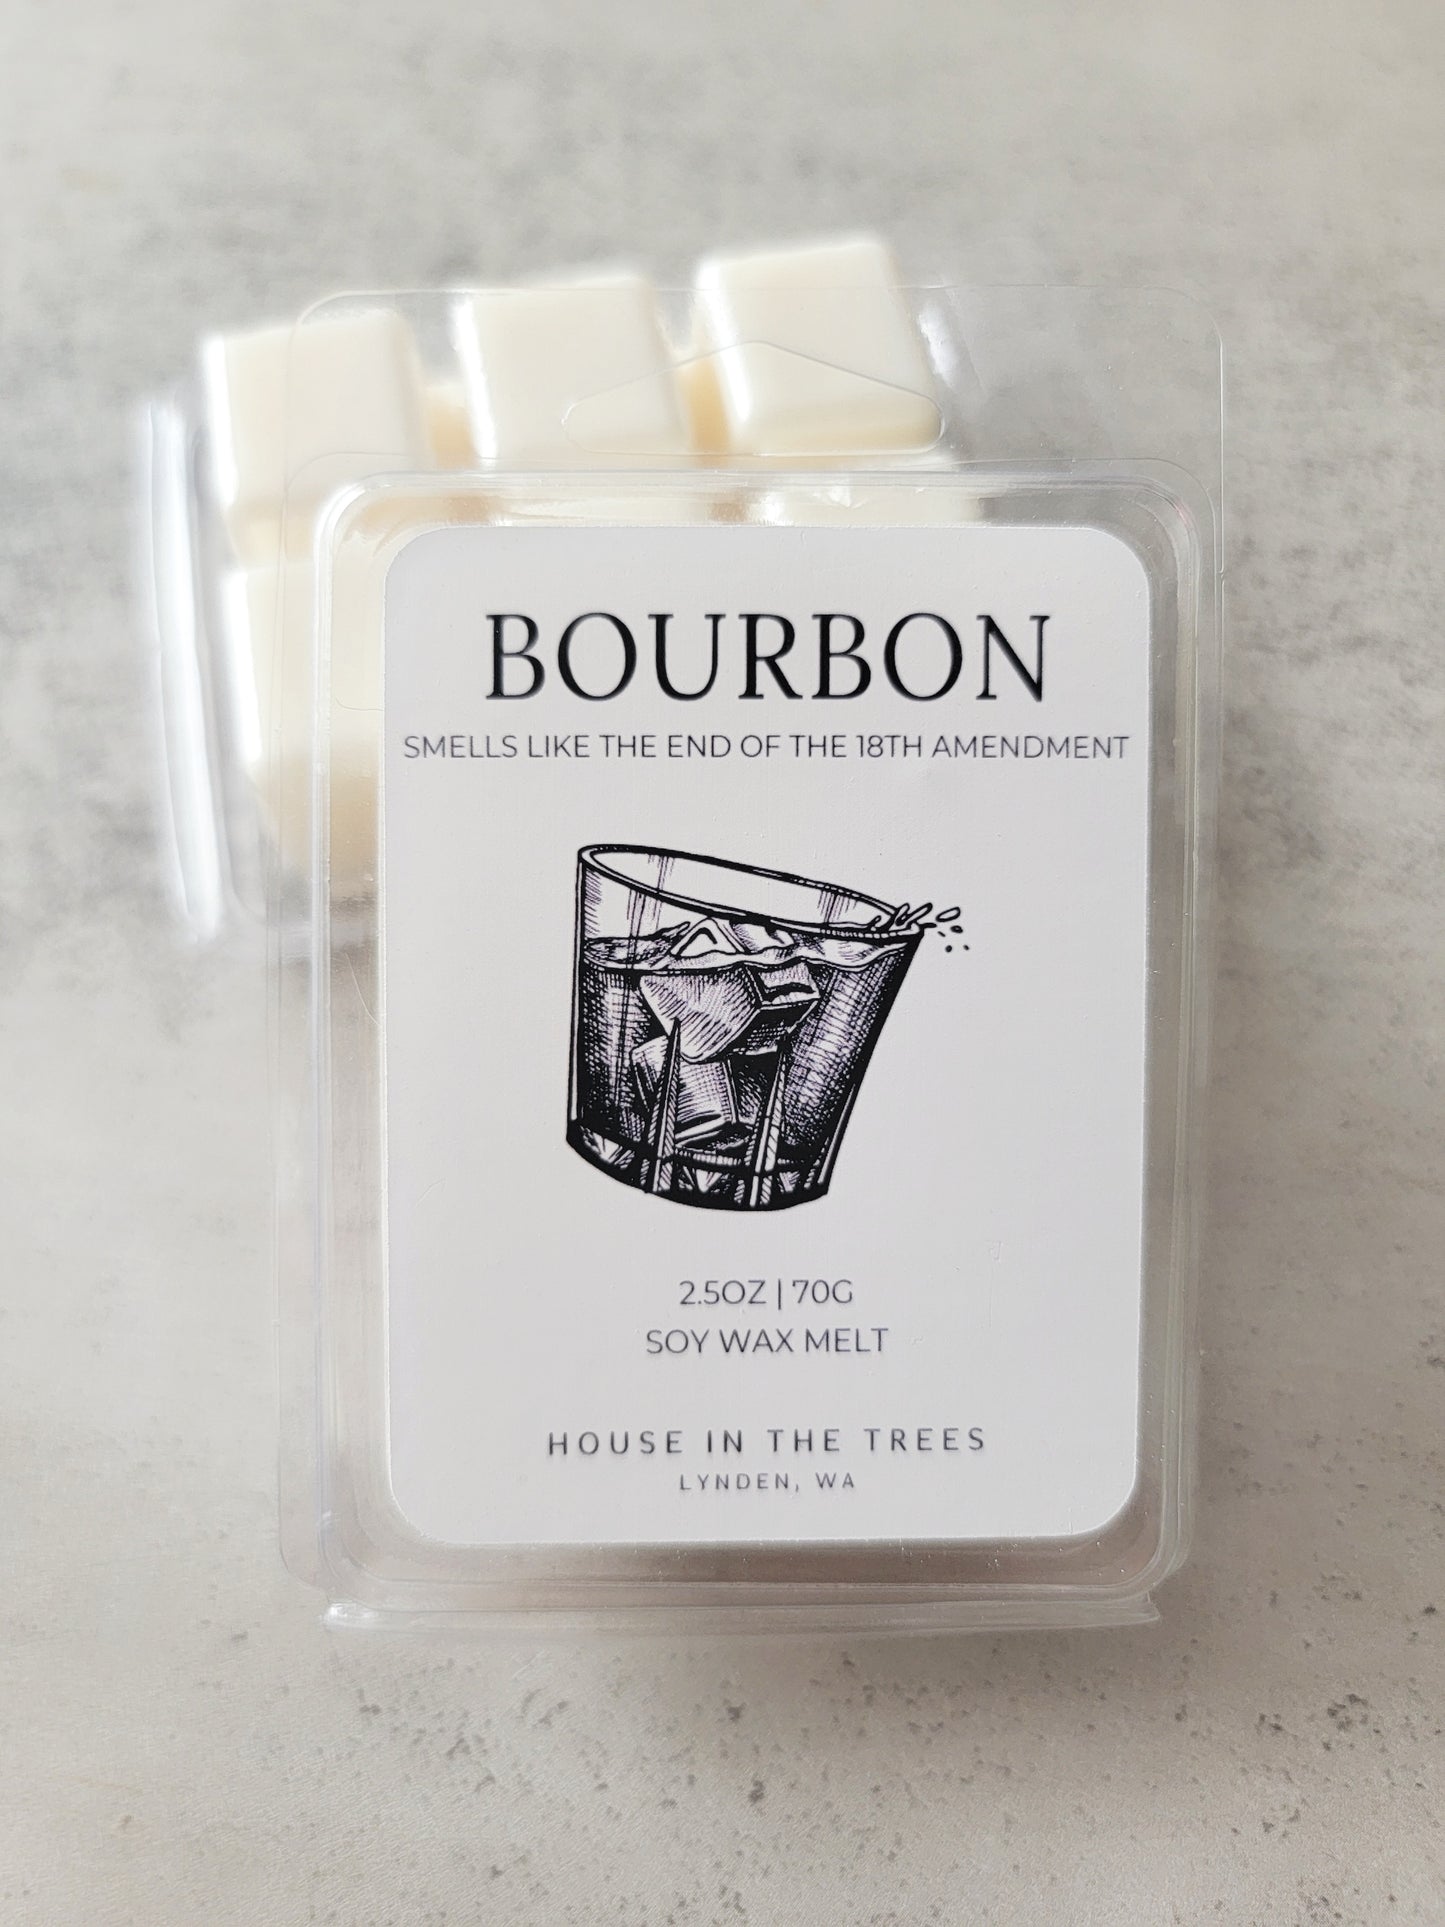 BOURBON
SMELLS LIKE THE END OF THE 18TH AMENDMENT
2.5OZ | 70G
SOY WAX MELT
HOUSE IN THE TREES
LYNDEN, WA